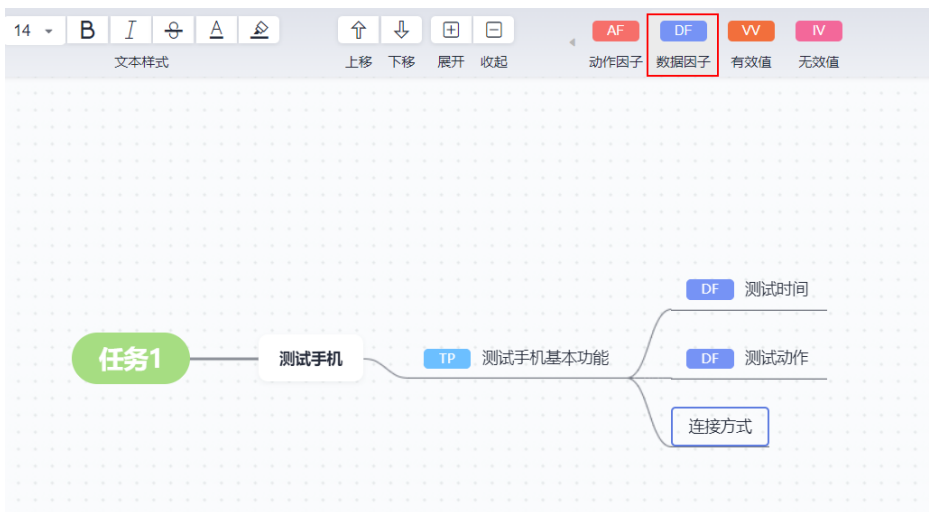 14 B I S A AF DF VV IV
文本样式 上移 下移 展开 收起 动作因子 数据因子 有效值 无效值
DF 测试时间
任务1 测试手机 TP 测试手机基本功能 DF 测试动作
连接方式